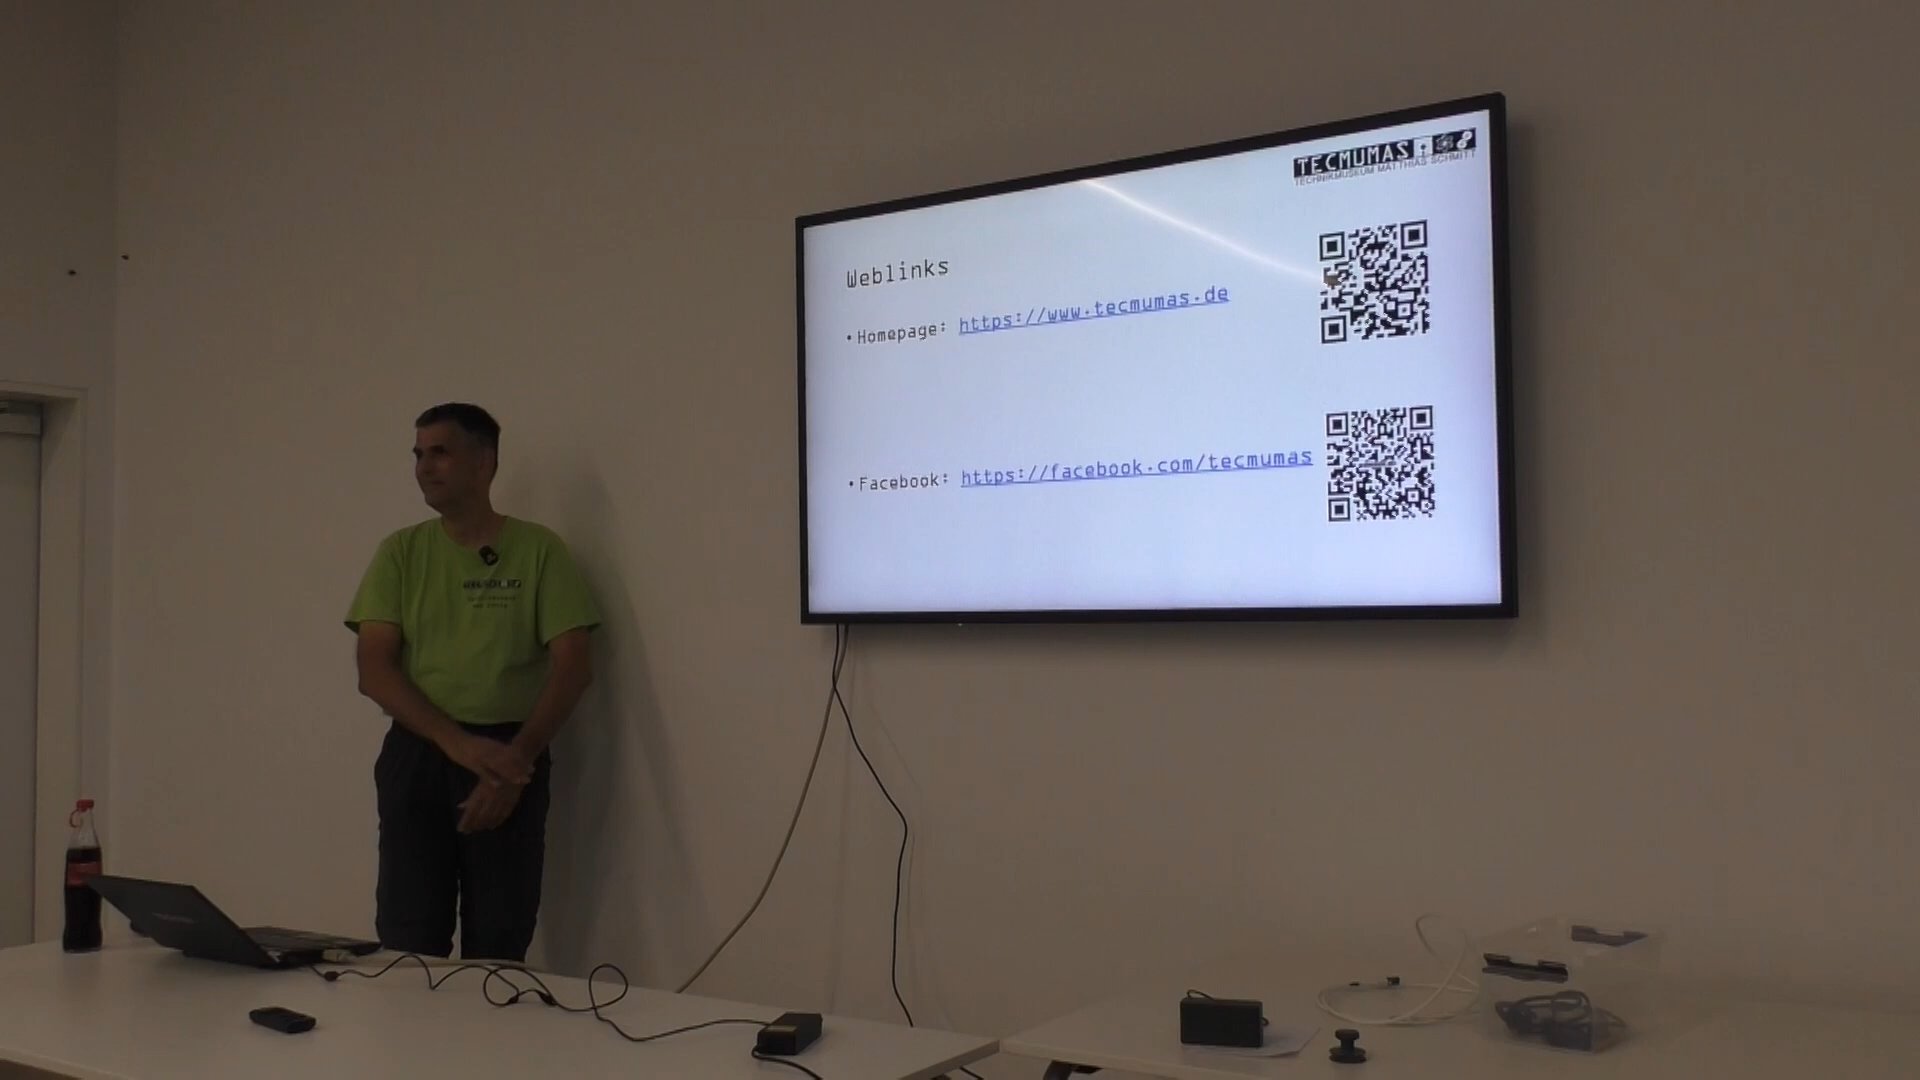 TECMUMAS
TECHNIKMUSEUM MATTHIAS SCHMITT
Weblinks
• Homepage: https://www.tecmumas.de
• Facebook: https://facebook.com/tecmumas